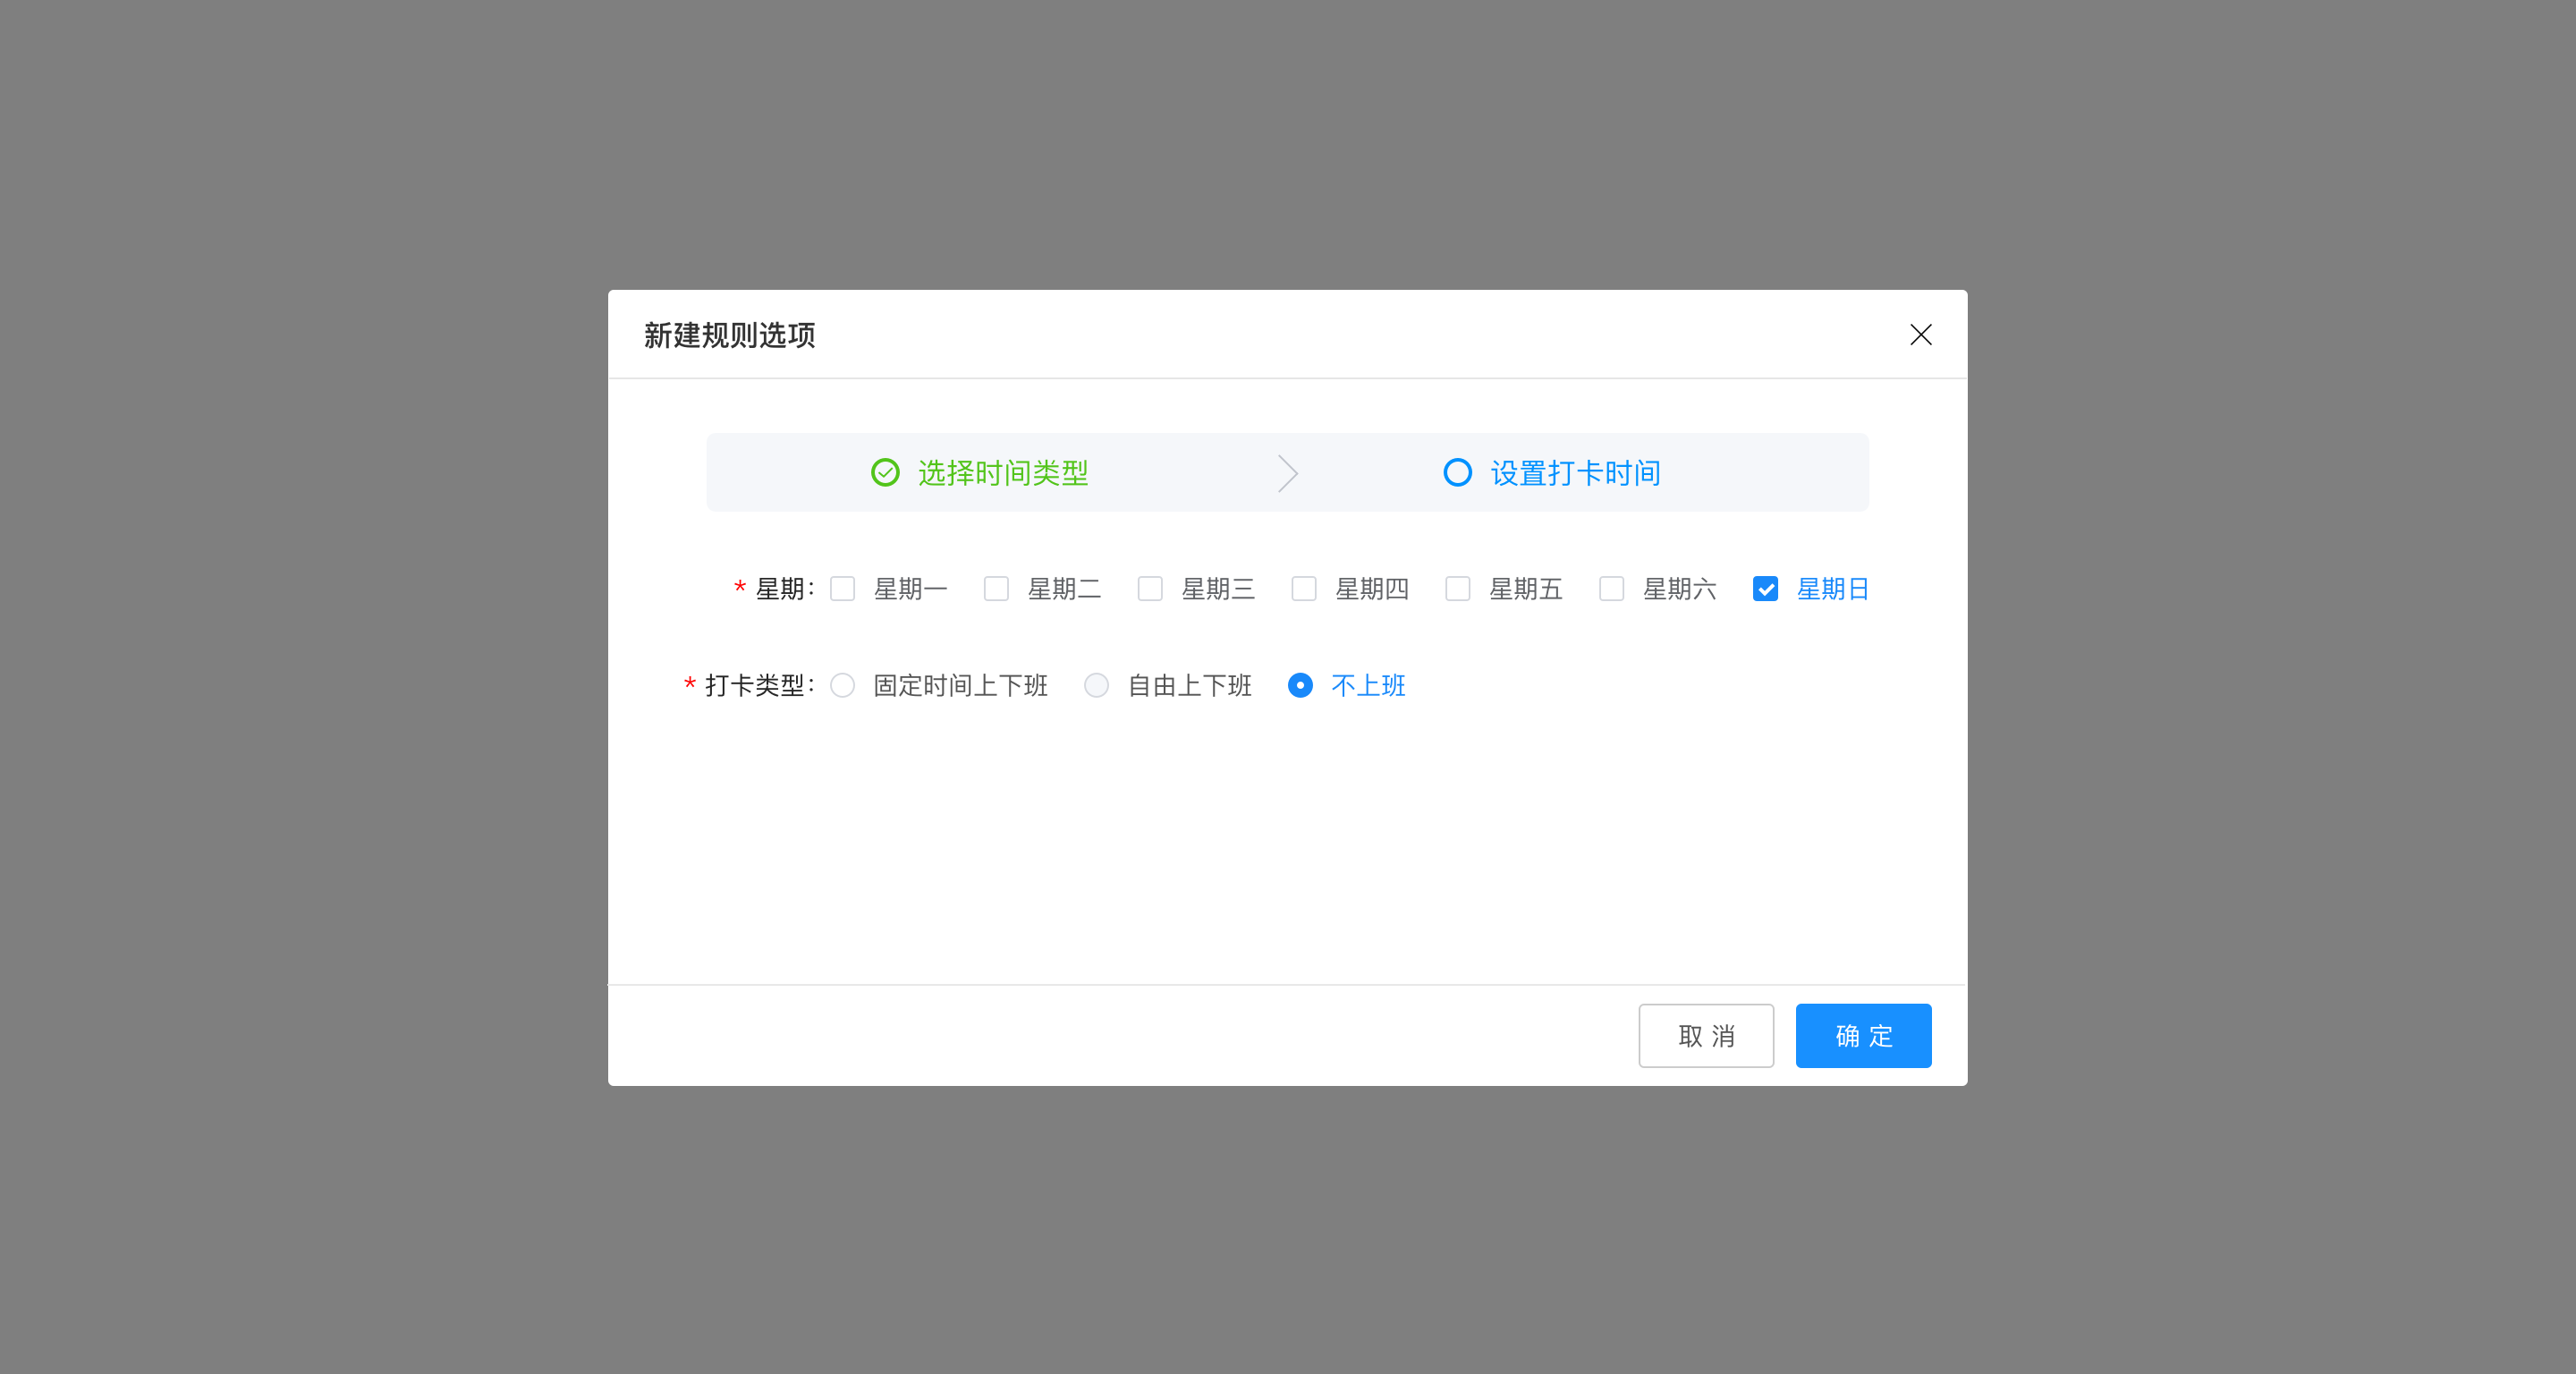 新建规则选项
选择时间类型 设置打卡时间
* 星期： 星期一 星期二 星期三 星期四 星期五 星期六 星期日
* 打卡类型： 固定时间上下班 自由上下班 不上班
取 消 确 定